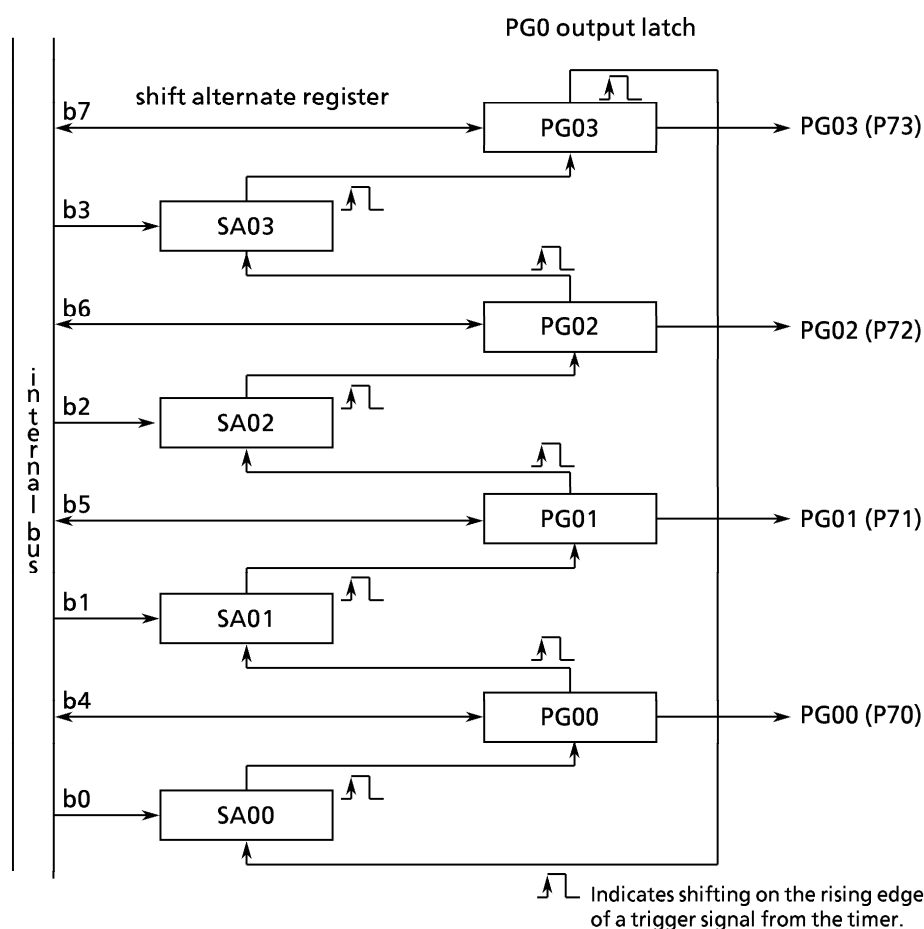 PG0 output latch
shift alternate register
b7
PG03
PG03 (P73)
b3
SA03
b6
PG02
PG02 (P72)
internal bus
b2
SA02
b5
PG01
PG01 (P71)
b1
SA01
b4
PG00
PG00 (P70)
b0
SA00
Indicates shifting on the rising edge
of a trigger signal from the timer.